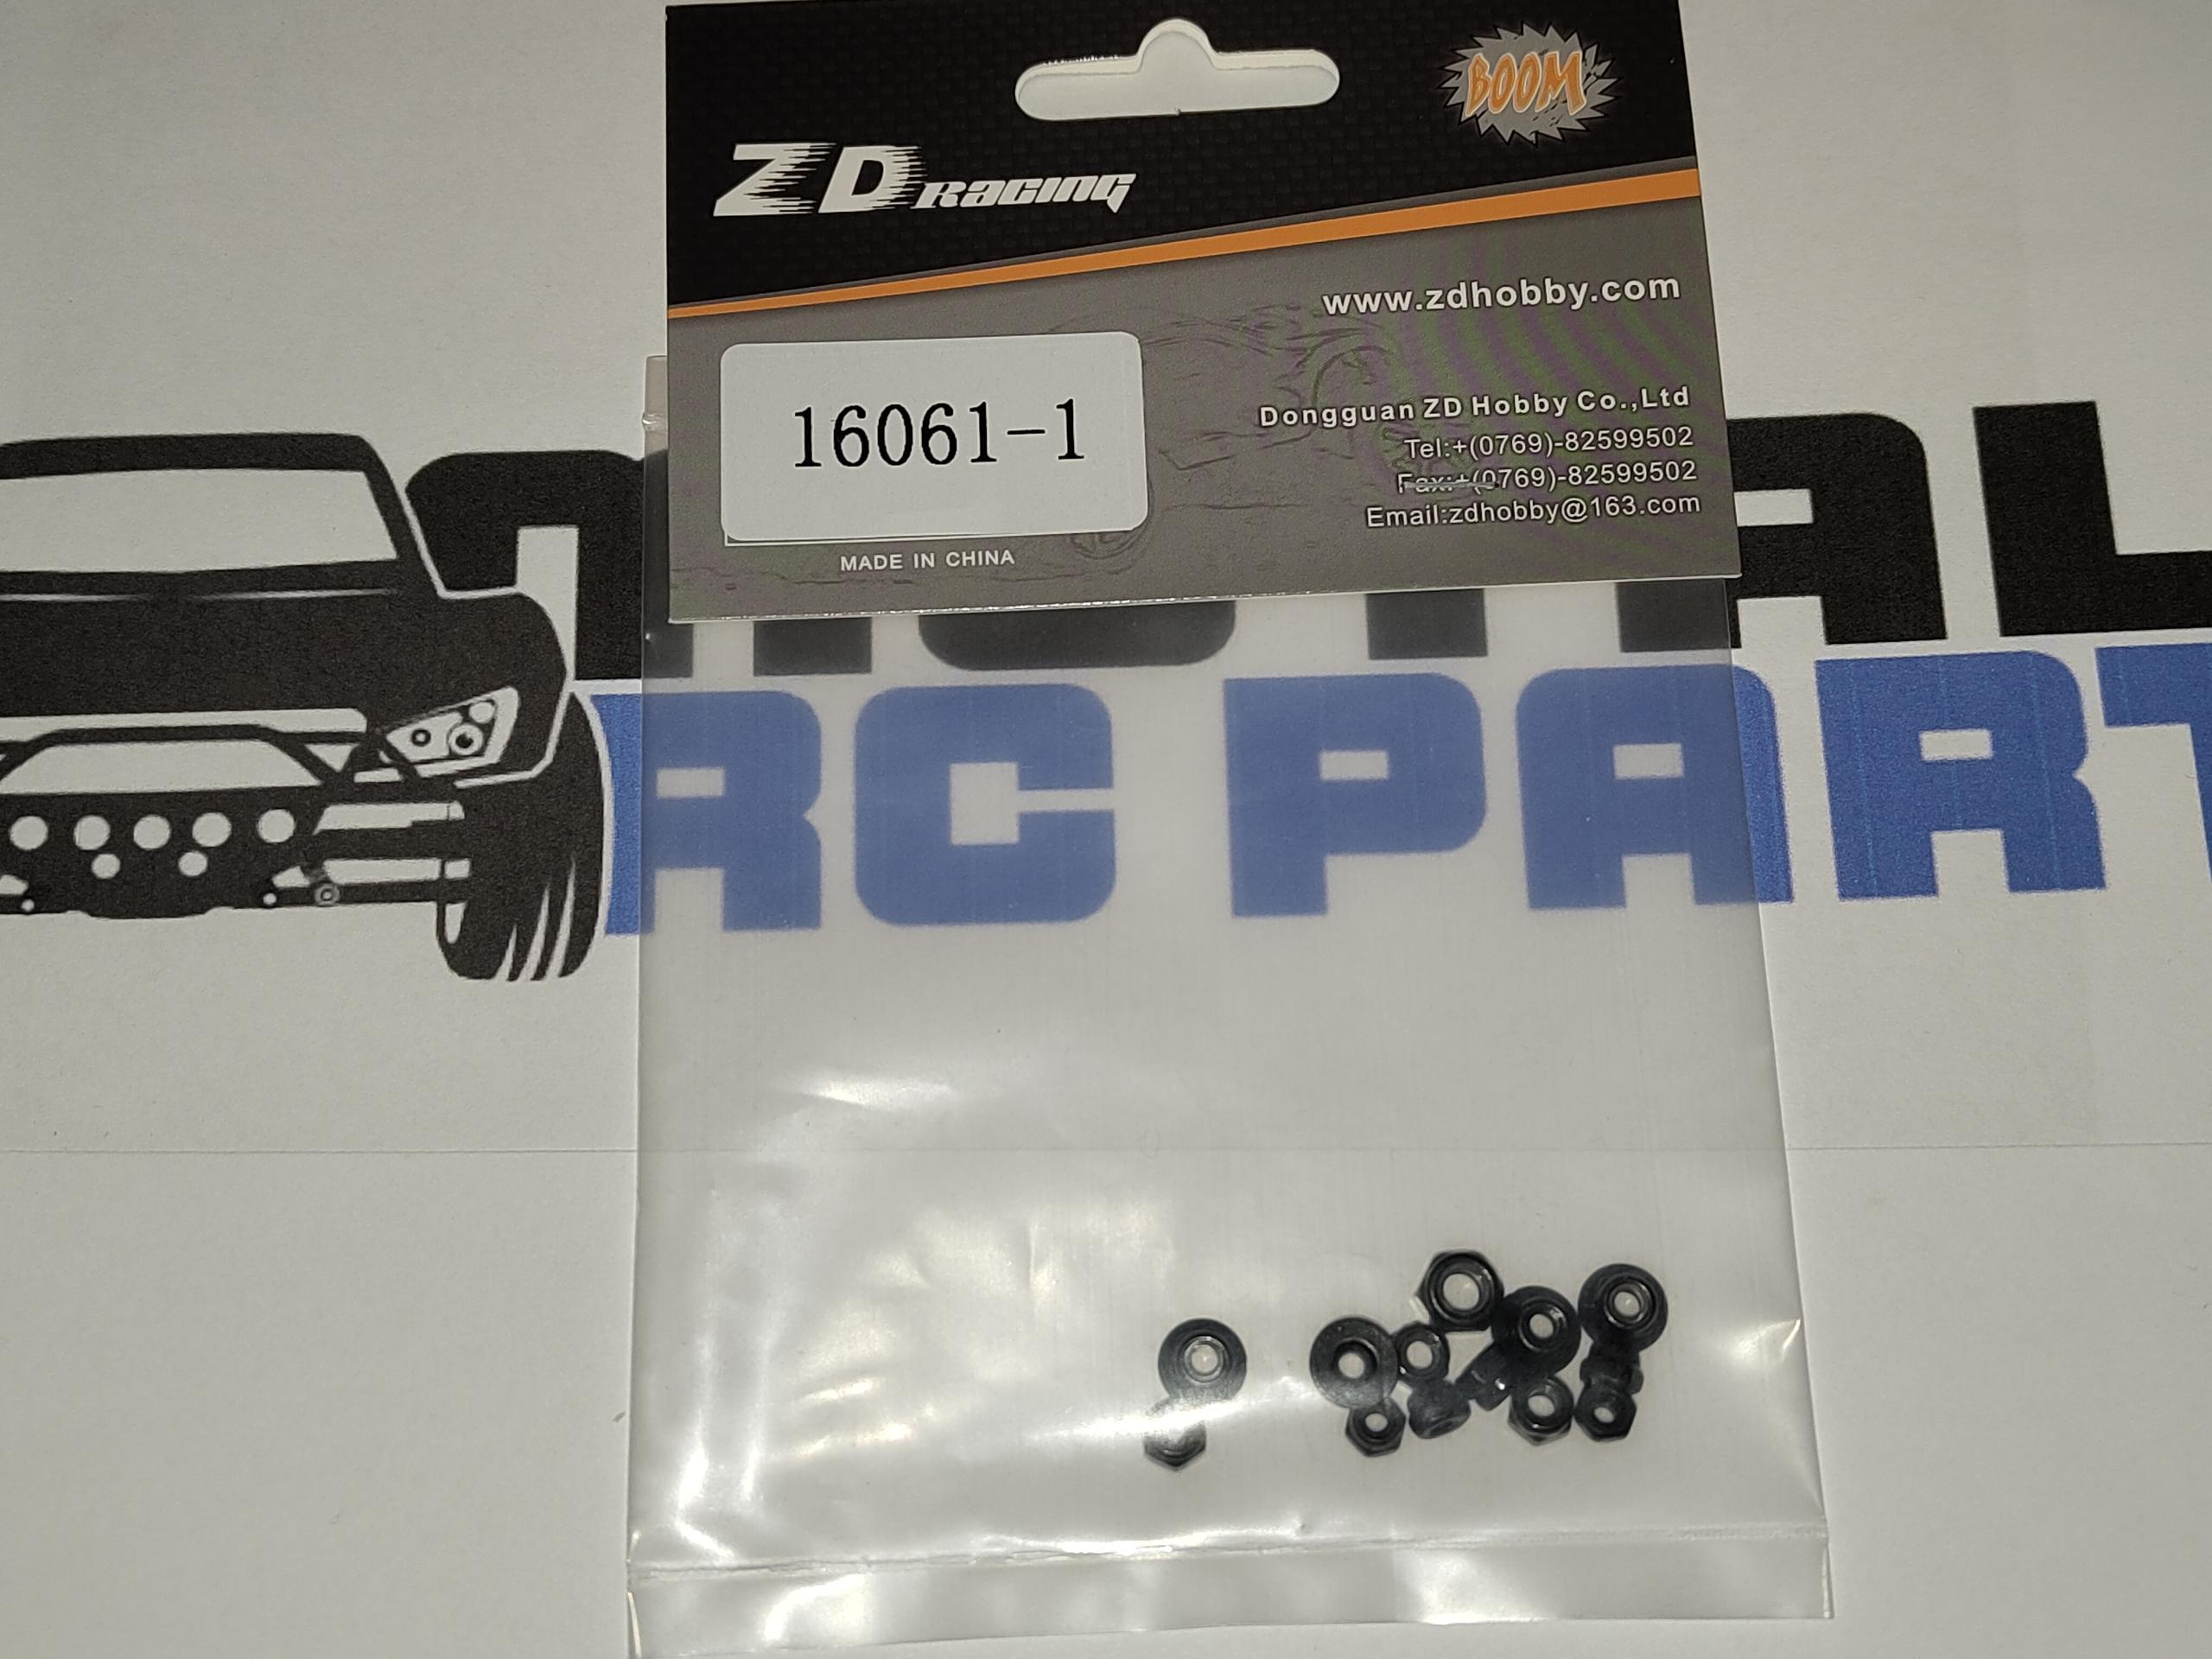 BOOM
ZD RACING
www.zdhobby.com
16061-1
Dongguan ZD Hobby Co.,Ltd
Tel:+(0769)-82599502
Fax:+(0769)-82599502
Email:zdhobby@163.com
MADE IN CHINA
RC PART